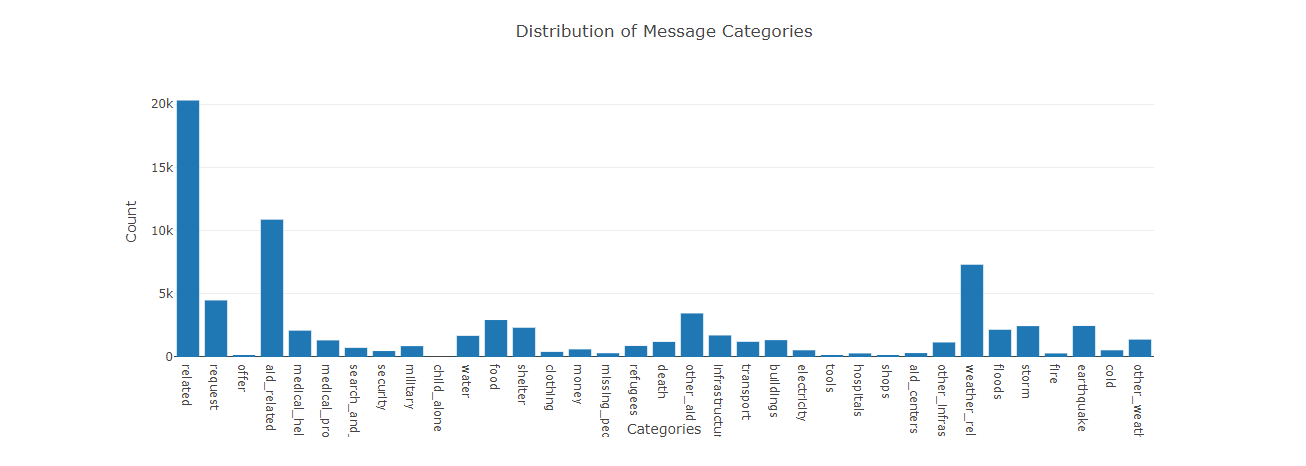 Distribution of Message Categories
20k
15k
10k
5k
0
Count
related
request
offer
aid_related
medical_hel
medical_pro
search_and_
security
military
child_alone
water
food
shelter
clothing
money
missing_peo
refugees
death
other_aid
infrastructur
transport
buildings
electricity
tools
hospitals
shops
aid_centers
other_infras
weather_rel
floods
storm
fire
earthquake
cold
other_weath
Categories